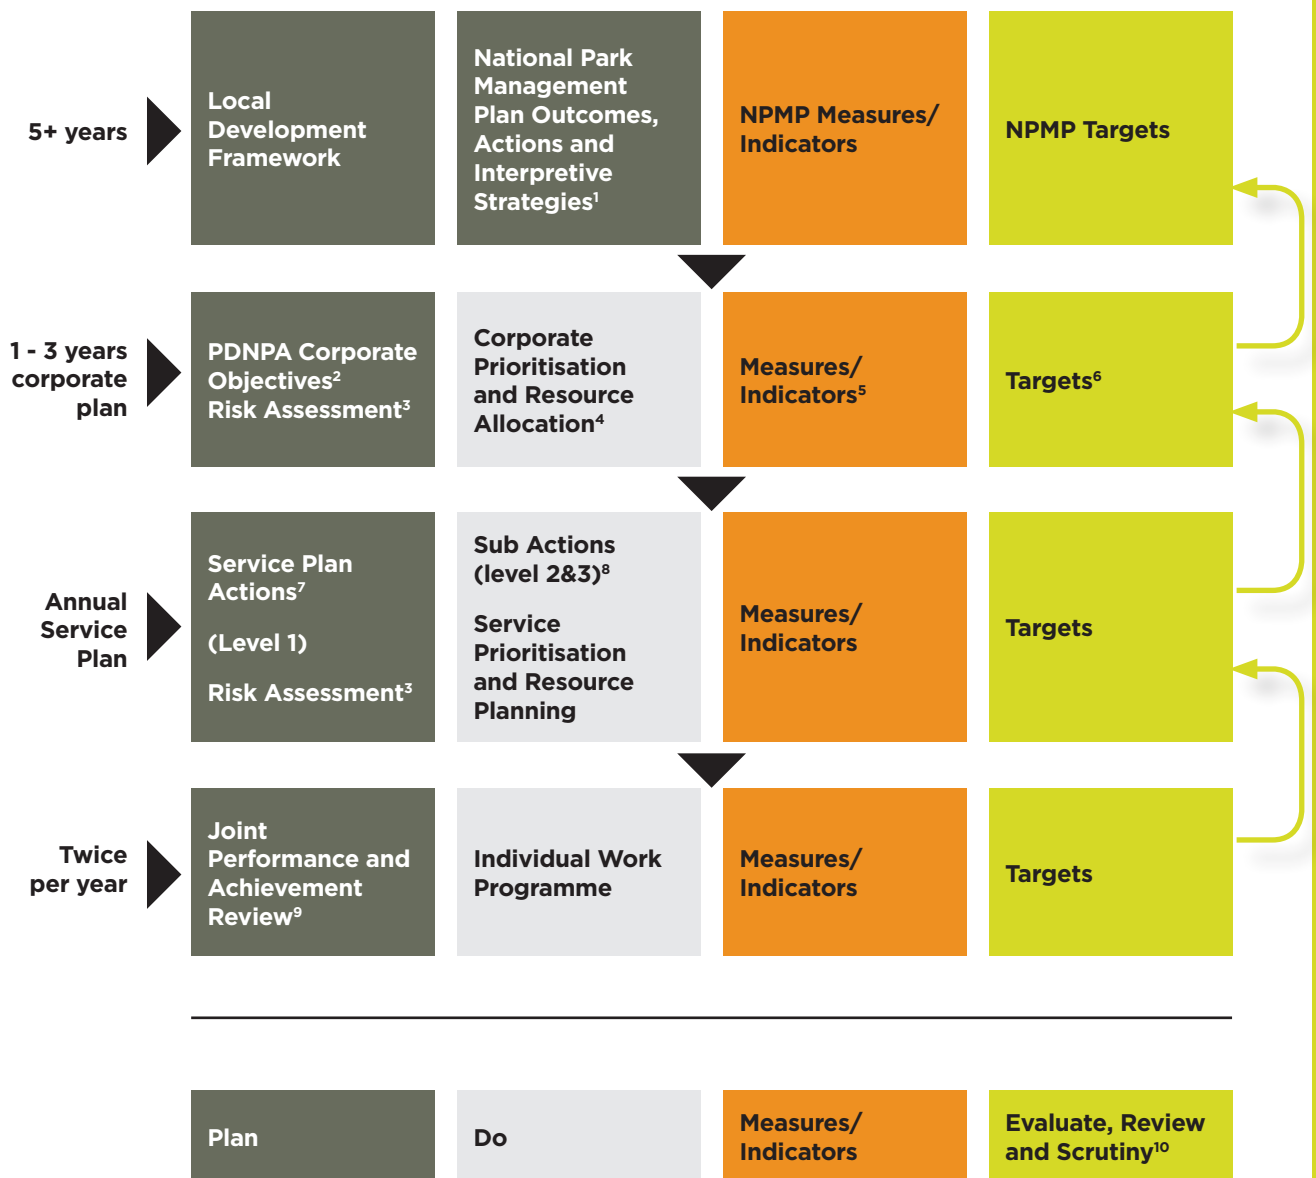 5+ years
Local
Development
Framework
National Park
Management
Plan Outcomes,
Actions and
Interpretive
Strategies¹
NPMP Measures/
Indicators
NPMP Targets
1 - 3 years
corporate
plan
PDNPA Corporate
Objectives²
Risk Assessment³
Corporate
Prioritisation
and Resource
Allocation⁴
Measures/
Indicators⁵
Targets⁶
Annual
Service
Plan
Service Plan
Actions⁷
(Level 1)
Risk Assessment³
Sub Actions
(level 2&3)⁸
Service
Prioritisation
and Resource
Planning
Measures/
Indicators
Targets
Twice
per year
Joint
Performance and
Achievement
Review⁹
Individual Work
Programme
Measures/
Indicators
Targets
Plan
Do
Measures/
Indicators
Evaluate, Review
and Scrutiny¹⁰